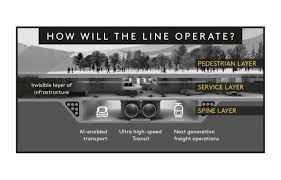 HOW WILL THE LINE OPERATE?
PEDESTRIAN LAYER
Invisible layer of
infrastructure
SERVICE LAYER
SPINE LAYER
AI-enabled
transport
Ultra high-speed
Transit
Next generation
freight operations